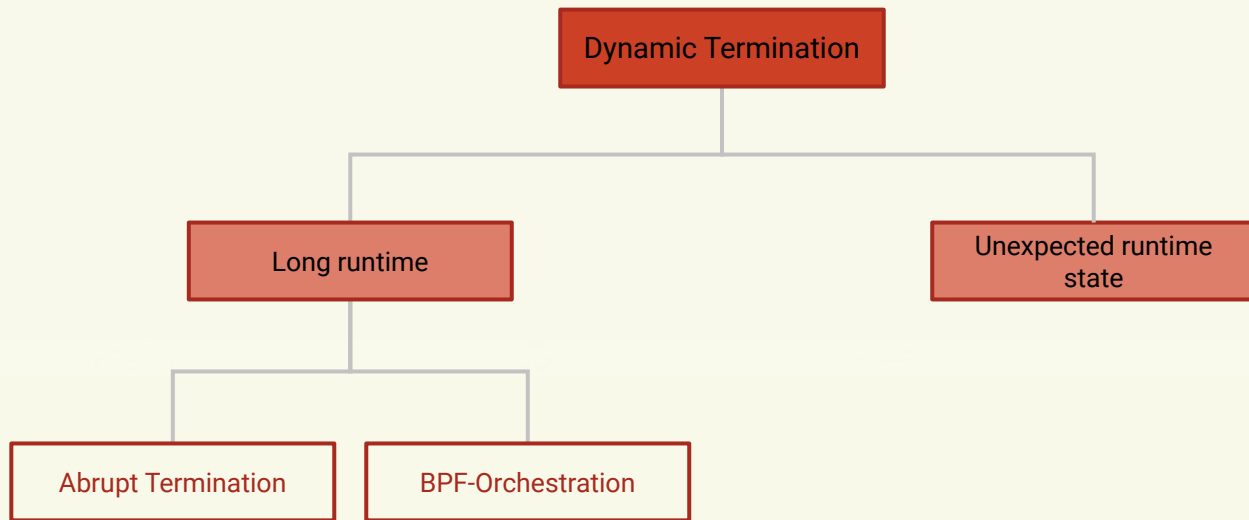 Dynamic Termination
Long runtime
Unexpected runtime
state
Abrupt Termination
BPF-Orchestration